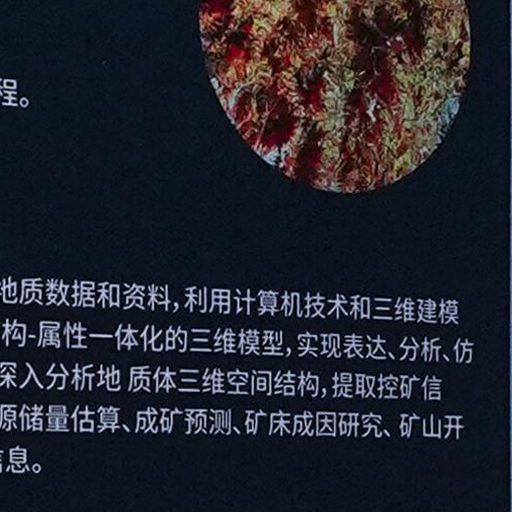 程。
地质数据和资料，利用计算机技术和三维建模
构-属性一体化的三维模型，实现表达、分析、仿
深入分析地 质体三维空间结构，提取控矿信
源储量估算、成矿预测、矿床成因研究、矿山开
信息。